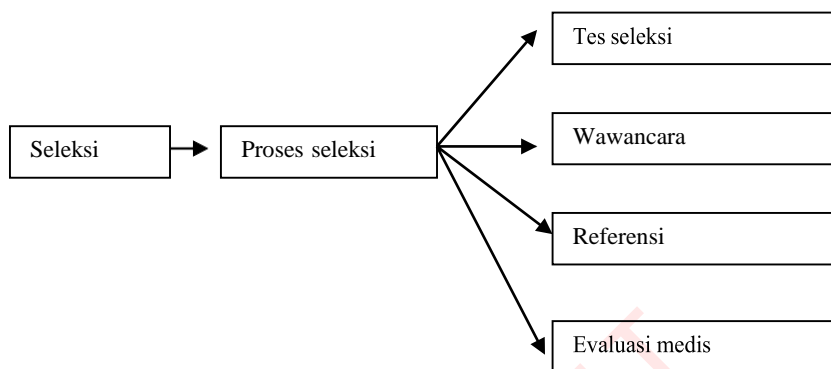 Tes seleksi
Seleksi
Proses seleksi
Wawancara
Referensi
Evaluasi medis